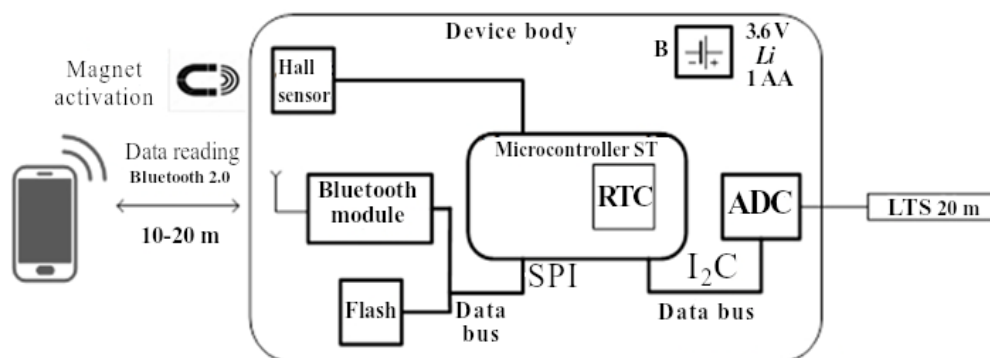 Device body
B
3.6 V
Li
1 AA
Magnet
activation
Hall
sensor
Data reading
Bluetooth 2.0
10-20 m
Bluetooth
module
Microcontroller ST
RTC
ADC
LTS 20 m
SPI
I₂C
Flash
Data
bus
Data bus